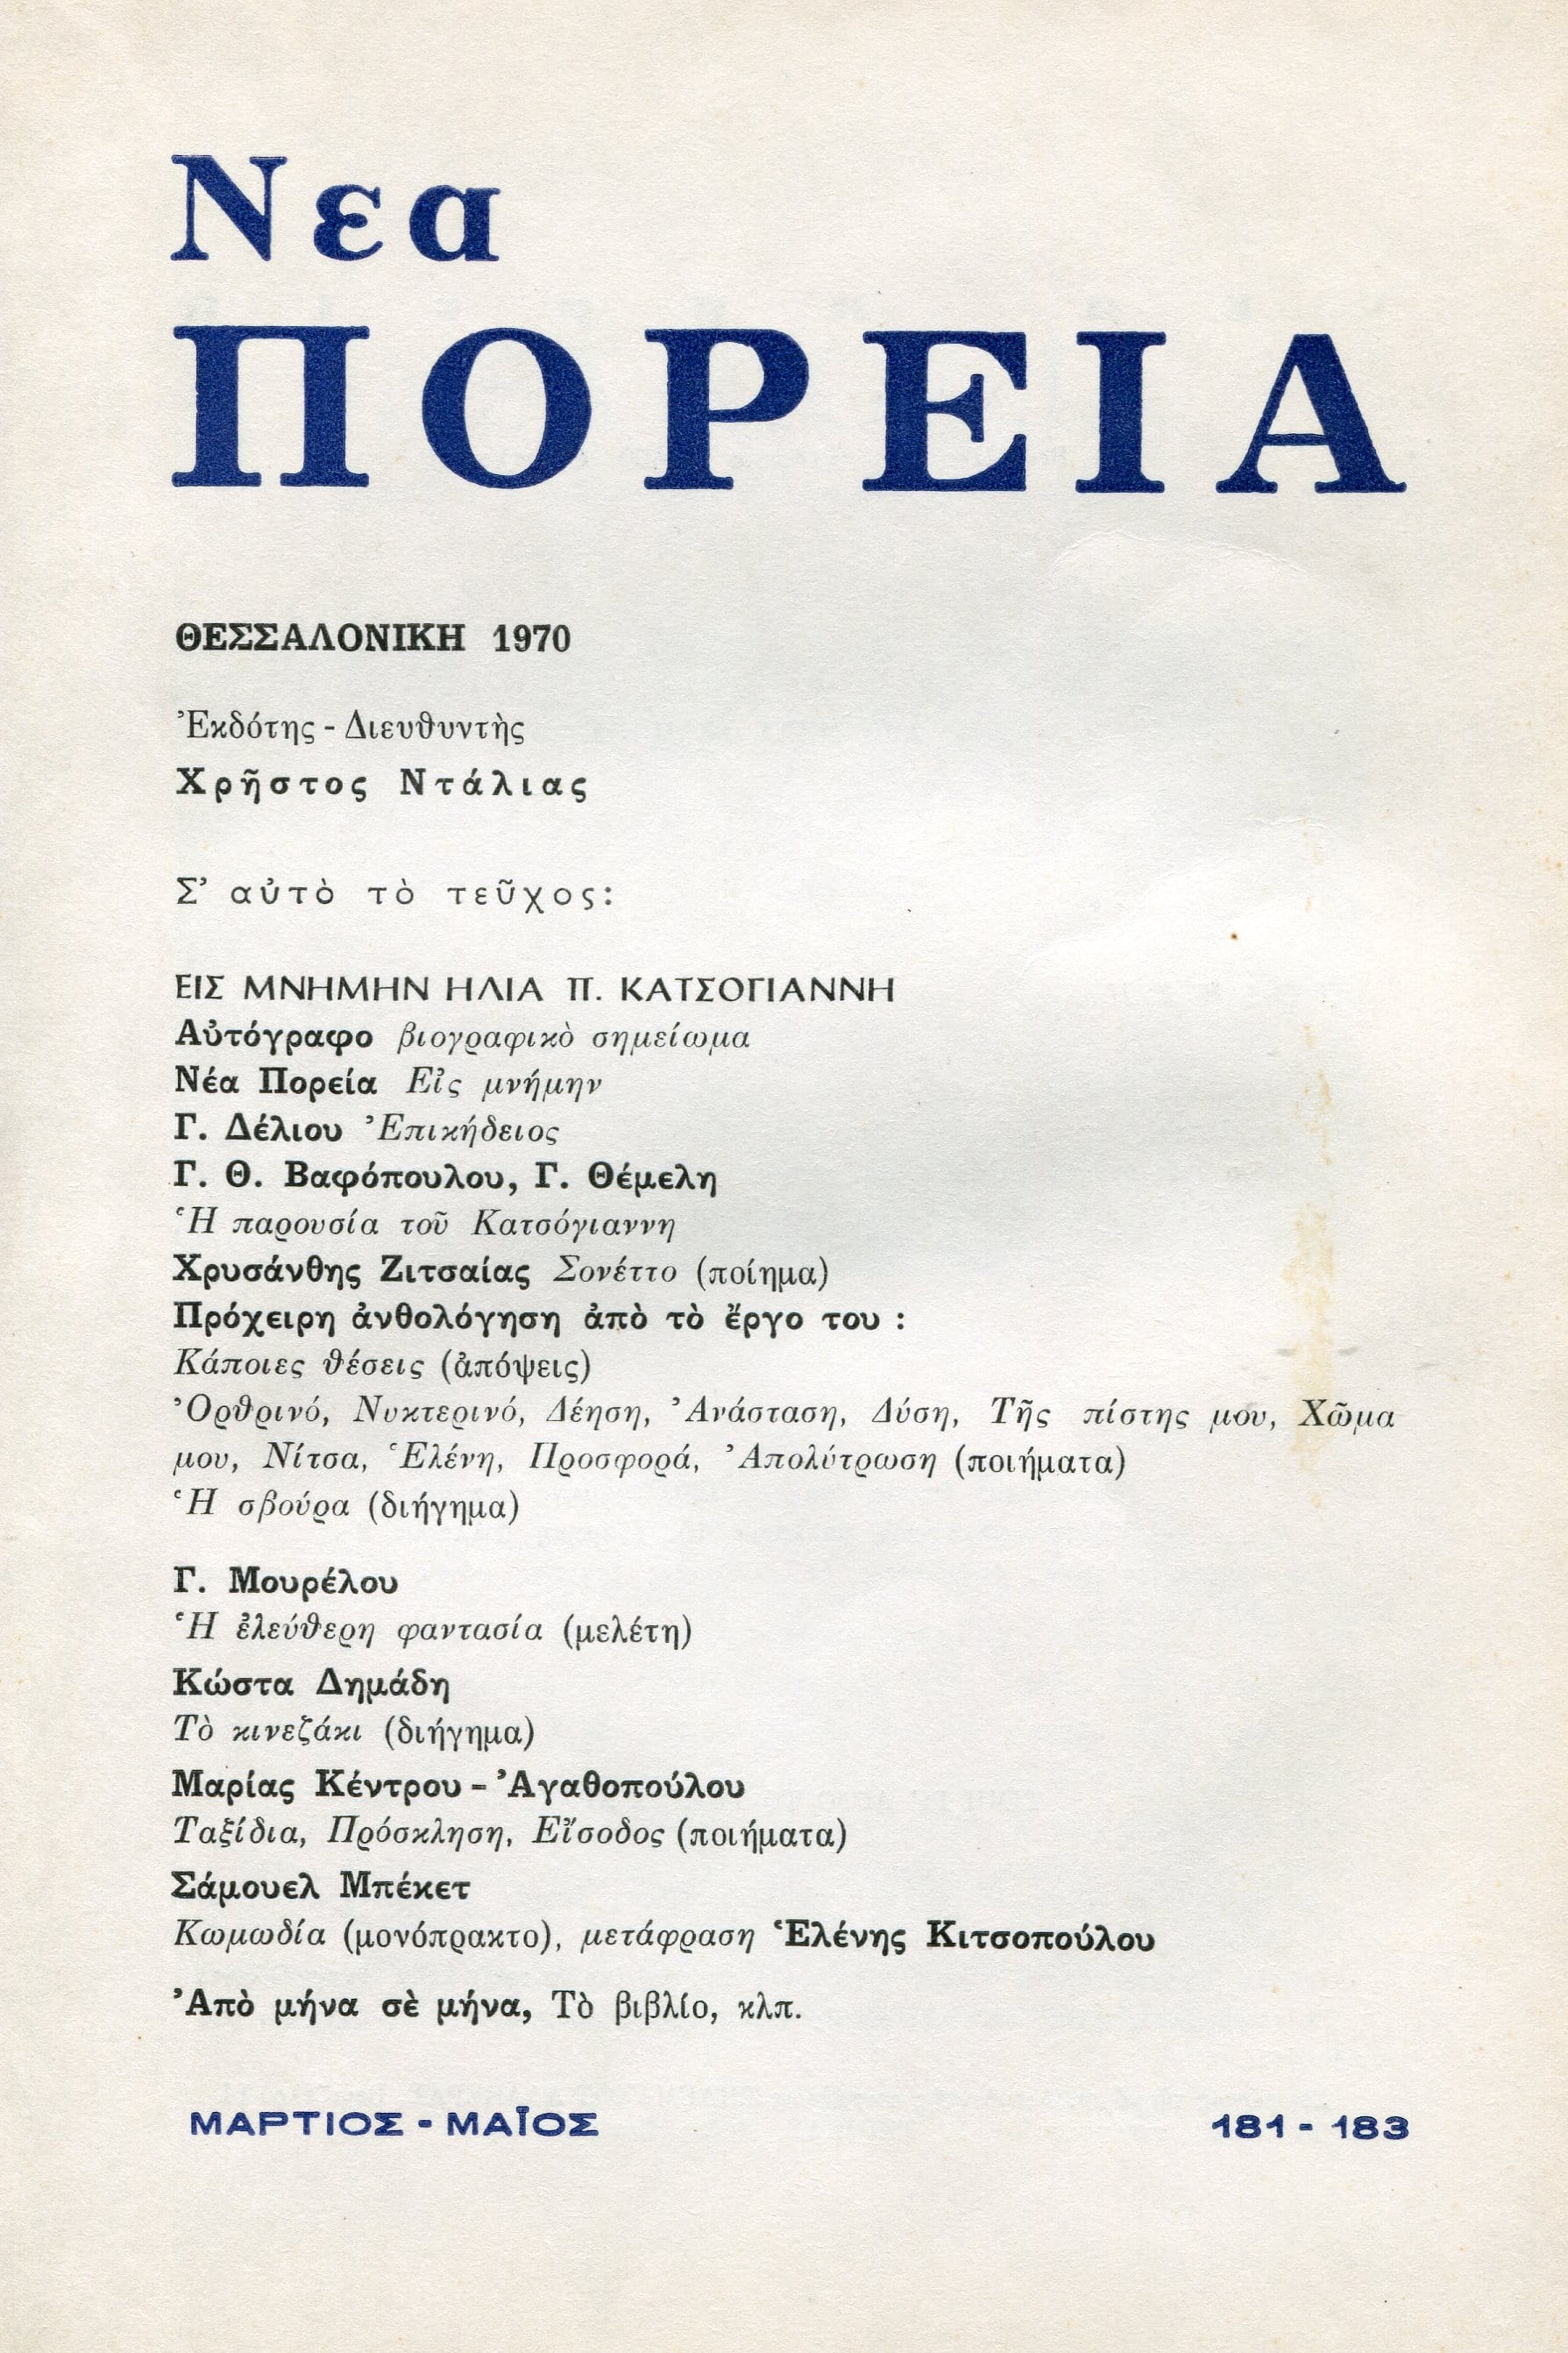 Νεα
ΠΟΡΕΙΑ
ΘΕΣΣΑΛΟΝΙΚΗ 1970
Ἐκδότης - Διευθυντὴς
Χρῆστος Ντάλιας
Σ’ αὐτὸ τὸ τεῦχος:
ΕΙΣ ΜΝΗΜΗΝ ΗΛΙΑ Π. ΚΑΤΣΟΓΙΑΝΝΗ
Αὐτόγραφο βιογραφικὸ σημείωμα
Νέα Πορεία Εἰς μνήμην
Γ. Δέλιου Ἐπικήδειος
Γ. Θ. Βαφόπουλου, Γ. Θέμελη
Ἡ παρουσία τοῦ Κατσόγιαννη
Χρυσάνθης Ζιτσαίας Σονέττο (ποίημα)
Πρόχειρη ἀνθολόγηση ἀπὸ τὸ ἔργο του :
Κάποιες θέσεις (ἀπόψεις)
Ὀρθρινό, Νυκτερινό, Δέηση, Ἀνάσταση, Δύση, Τῆς πίστης μου, Χῶμα
μου, Νίτσα, Ἑλένη, Προσφορά, Ἀπολύτρωση (ποιήματα)
Ἡ σβούρα (διήγημα)
Γ. Μουρέλου
Ἡ ἐλεύθερη φαντασία (μελέτη)
Κώστα Δημάδη
Τὸ κινεζάκι (διήγημα)
Μαρίας Κέντρου - Ἀγαθοπούλου
Ταξίδια, Πρόσκληση, Εἴσοδος (ποιήματα)
Σάμουελ Μπέκετ
Κωμωδία (μονόπρακτο), μετάφραση Ἑλένης Κιτσοπούλου
Ἀπὸ μήνα σὲ μήνα, Τὸ βιβλίο, κλπ.
ΜΑΡΤΙΟΣ - ΜΑΪΟΣ 181 - 183